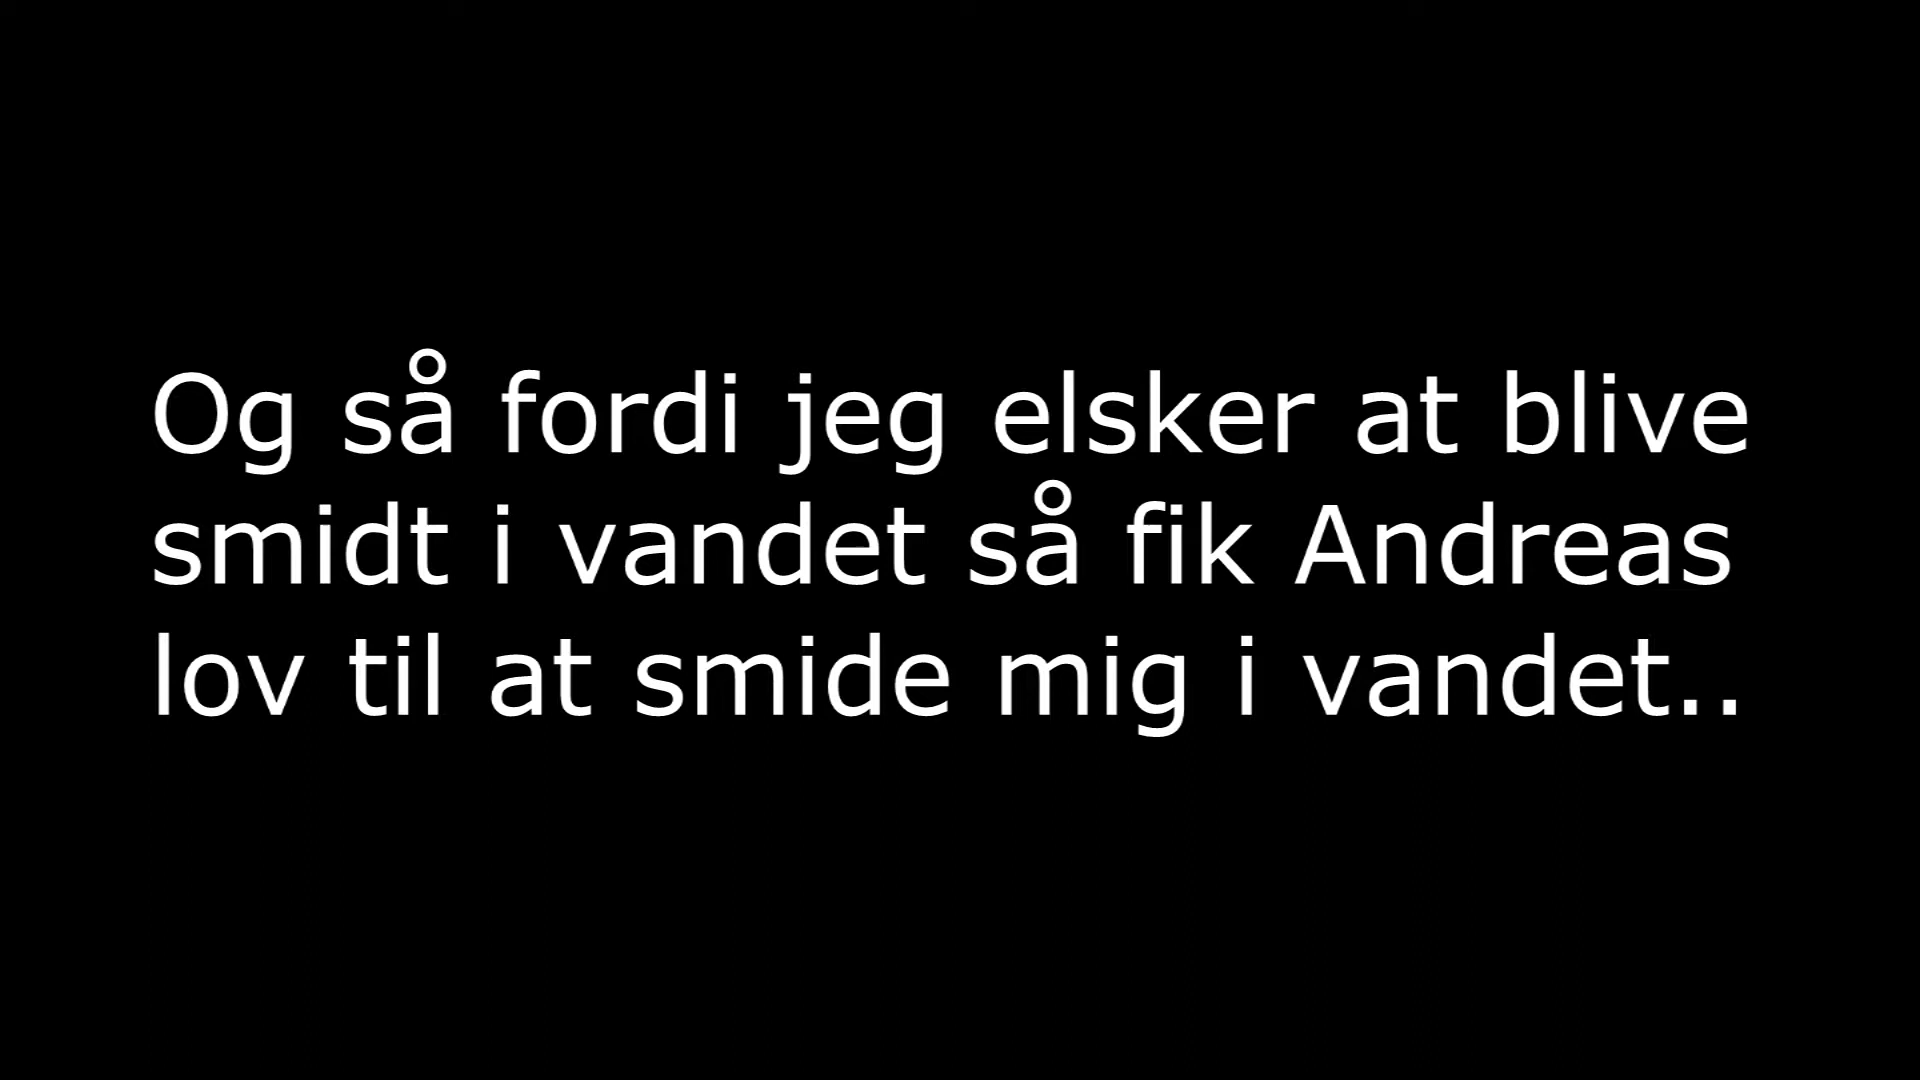 Og så fordi jeg elsker at blive
smidt i vandet så fik Andreas
lov til at smide mig i vandet..